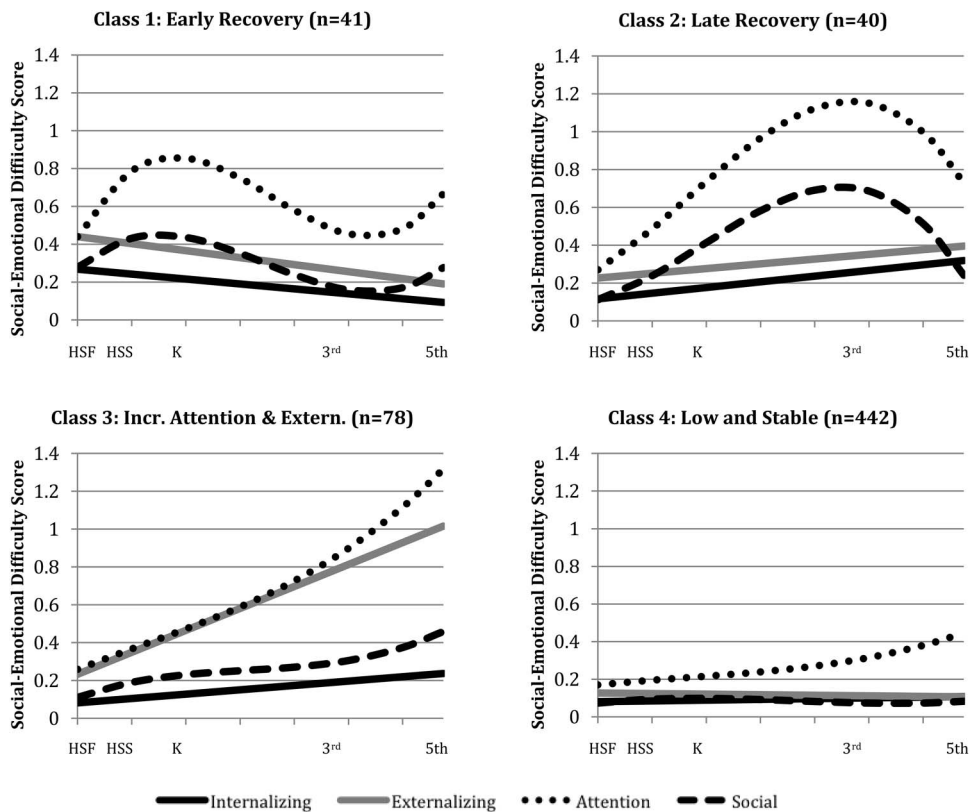 Class 1: Early Recovery (n=41)
Social-Emotional Difficulty Score
1.4
1.2
1
0.8
0.6
0.4
0.2
0
HSF HSS K 3rd 5th
Class 2: Late Recovery (n=40)
Social-Emotional Difficulty Score
1.4
1.2
1
0.8
0.6
0.4
0.2
0
HSF HSS K 3rd 5th
Class 3: Incr. Attention & Extern. (n=78)
Social-Emotional Difficulty Score
1.4
1.2
1
0.8
0.6
0.4
0.2
0
HSF HSS K 3rd 5th
Class 4: Low and Stable (n=442)
Social-Emotional Difficulty Score
1.4
1.2
1
0.8
0.6
0.4
0.2
0
HSF HSS K 3rd 5th
Internalizing Externalizing Attention Social